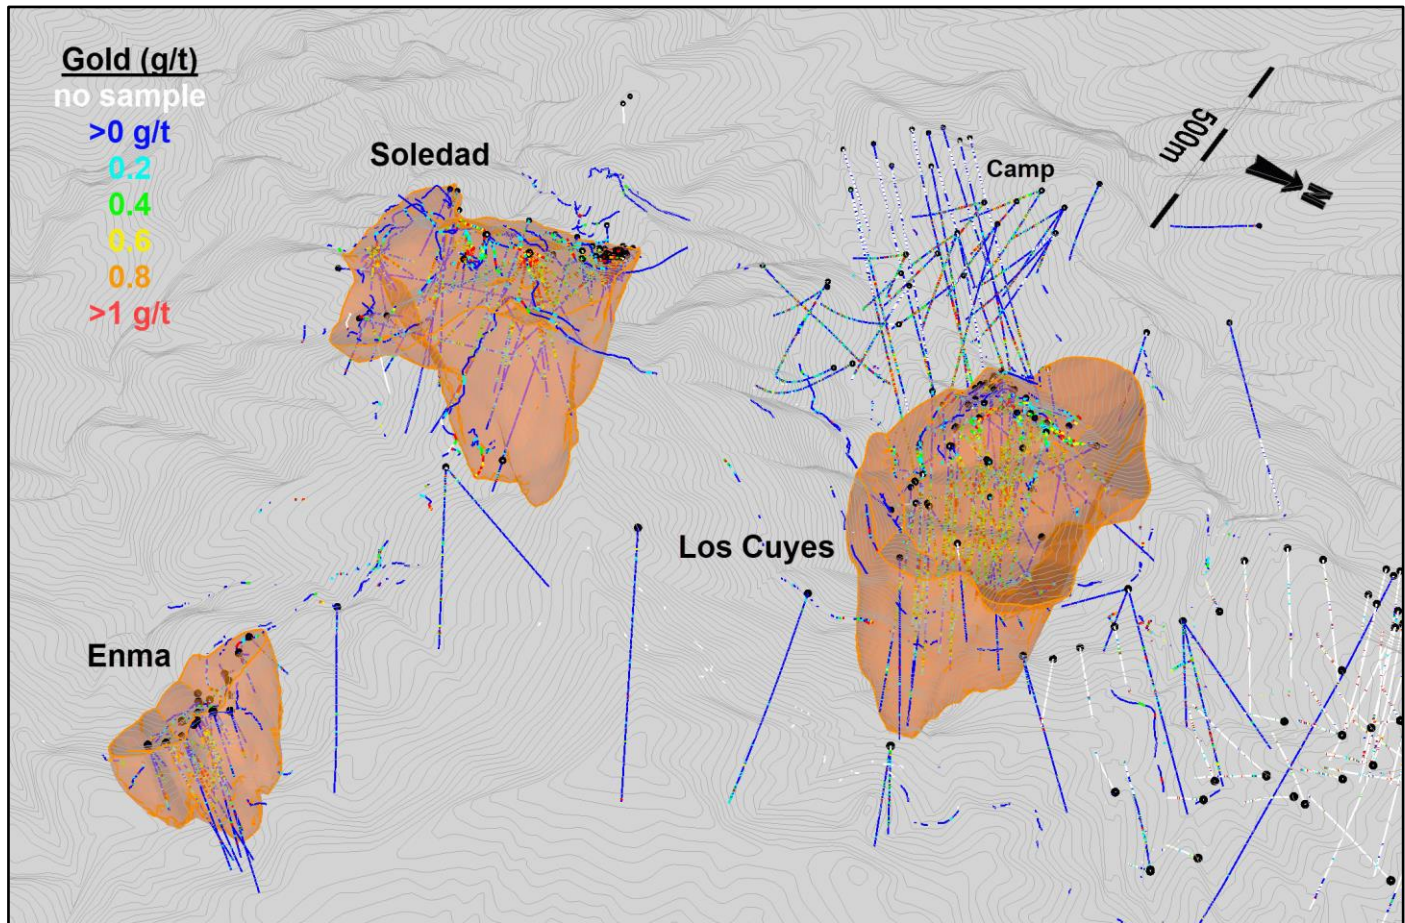 Gold (g/t)
no sample
>0 g/t
0.2
0.4
0.6
0.8
>1 g/t
Soledad
Camp
500m
N
Los Cuyes
Enma